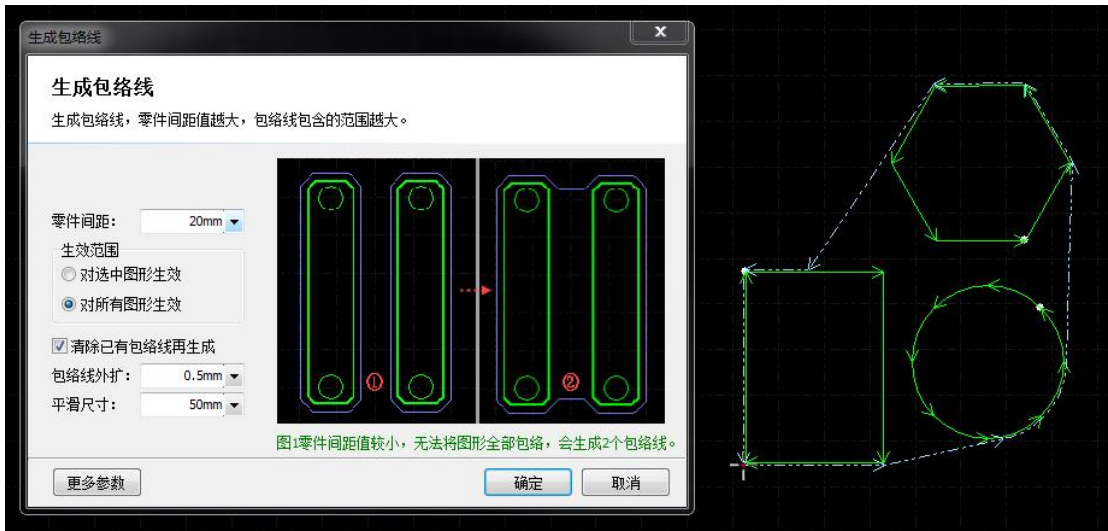 生成包络线
X
生成包络线
生成包络线，零件间距值越大，包络线包含的范围越大。
零件间距： 20mm
生效范围
对选中图形生效
对所有图形生效
清除已有包络线再生成
包络线外扩： 0.5mm
平滑尺寸： 50mm
① ②
图1零件间距值较小，无法将图形全部包络，会生成2个包络线。
更多参数 确定 取消